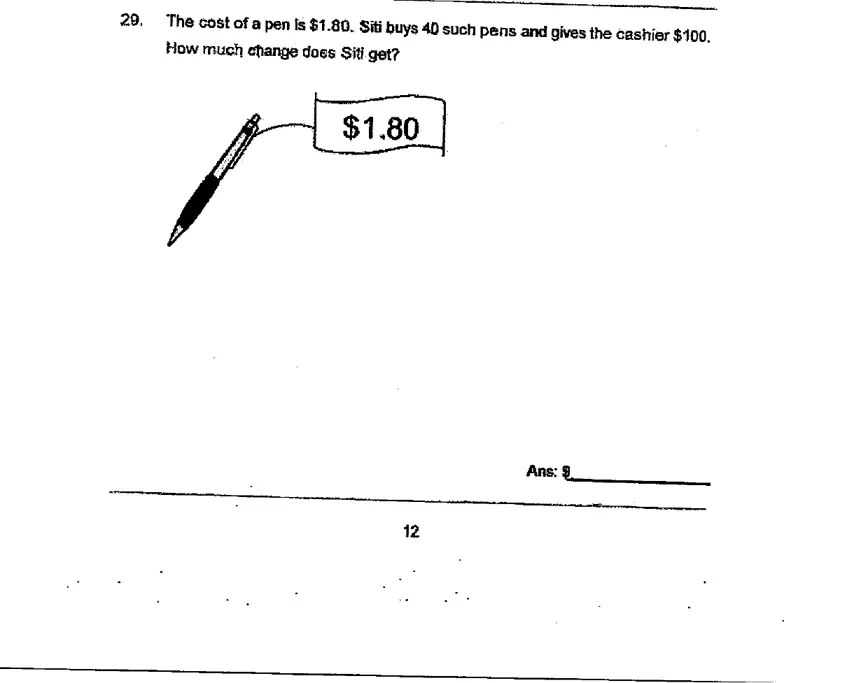 29. The cost of a pen is $1.80. Siti buys 40 such pens and gives the cashier $100.
How much change does Siti get?
$1.80
Ans: $
12